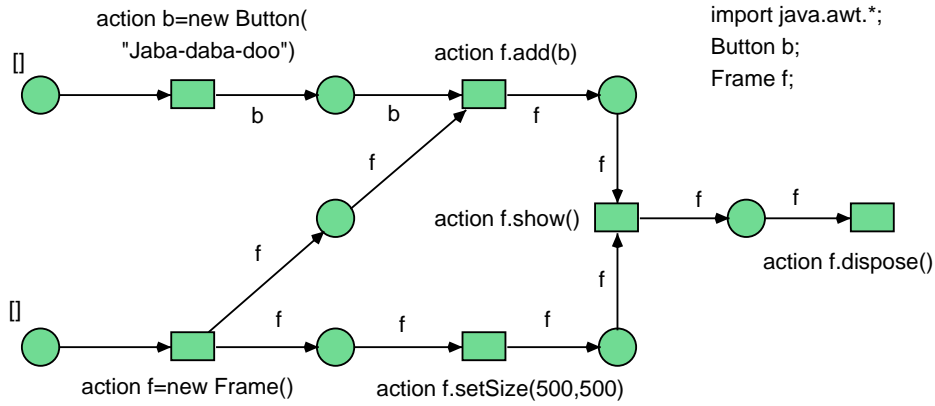 action b=new Button(
"Jaba-daba-doo")
import java.awt.*;
Button b;
Frame f;
[]
action f.add(b)
b
b
f
f
f
f
action f.show()
f
f
action f.dispose()
f
[]
f
f
f
action f=new Frame()
action f.setSize(500,500)